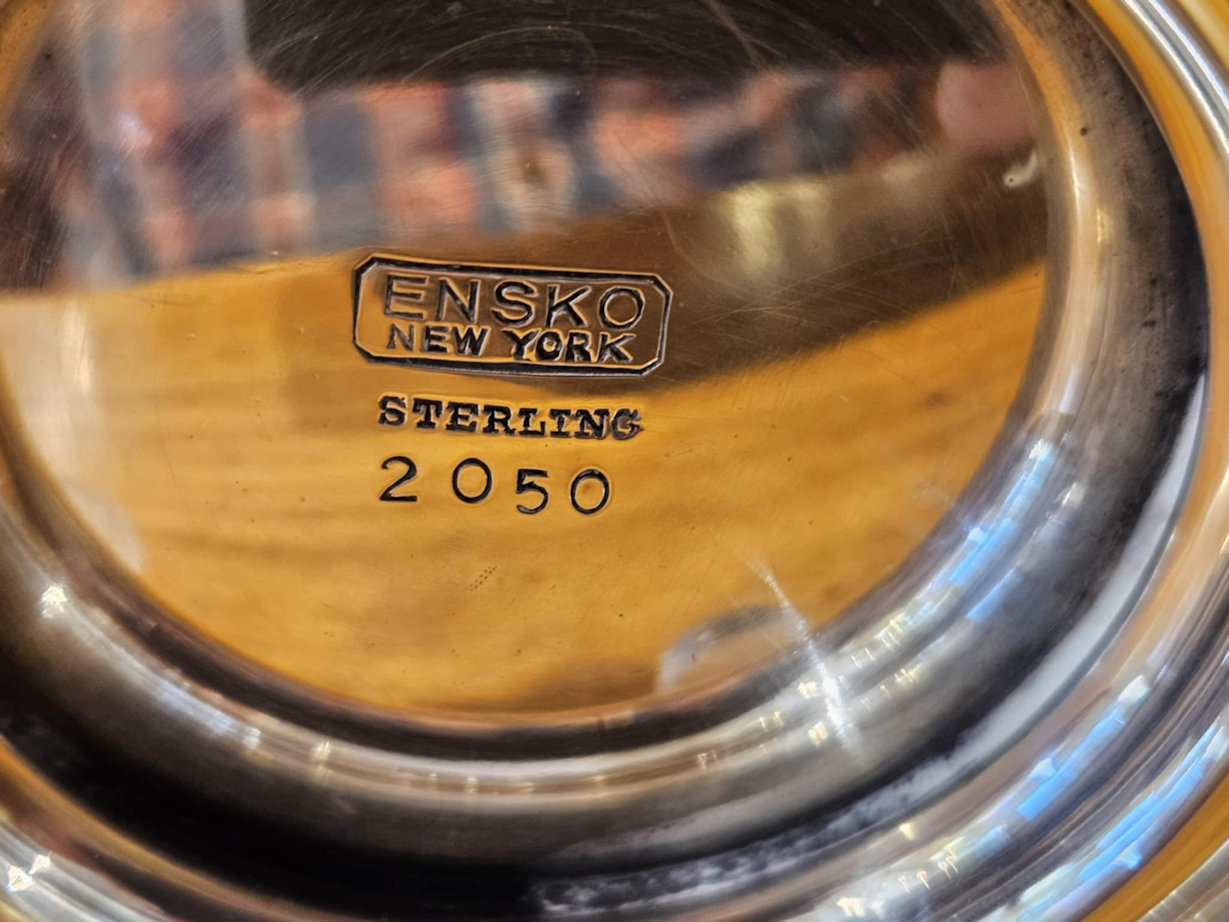 ENSKO
NEW YORK
STERLING
2050